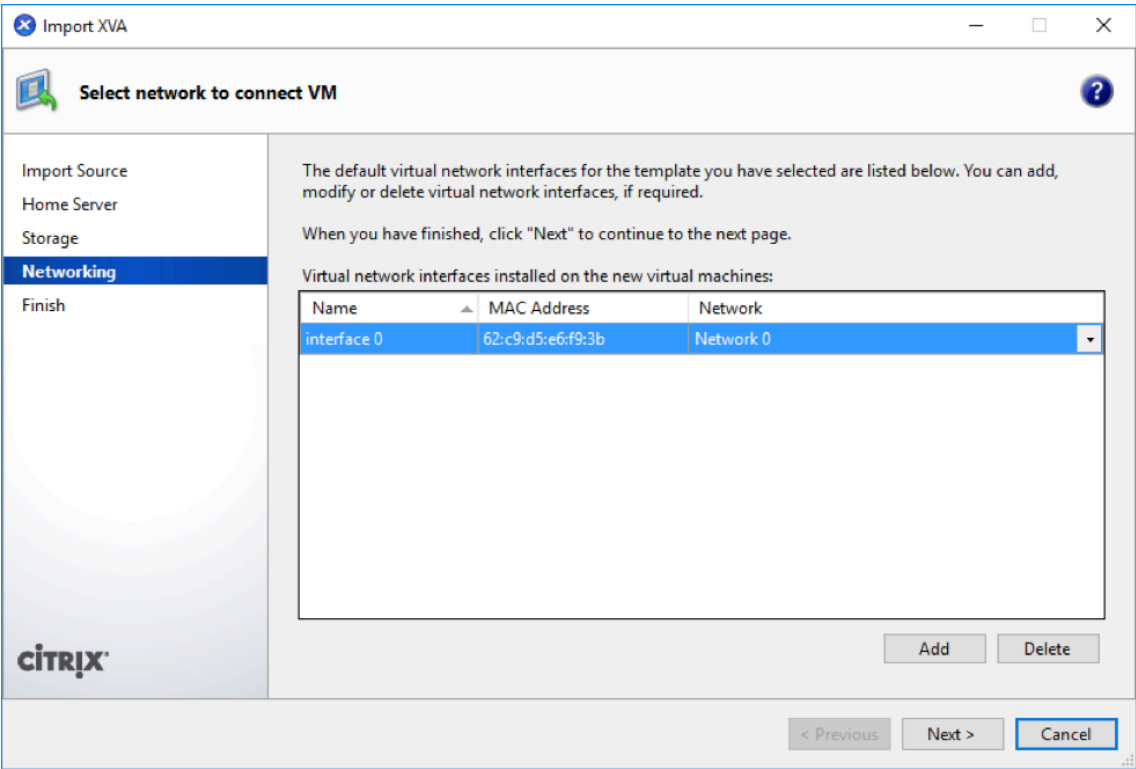 Import XVA
Select network to connect VM
?
Import Source
Home Server
Storage
Networking
Finish
The default virtual network interfaces for the template you have selected are listed below. You can add,
modify or delete virtual network interfaces, if required.
When you have finished, click "Next" to continue to the next page.
Virtual network interfaces installed on the new virtual machines:
Name MAC Address Network
interface 0 62:c9:d5:e6:f9:3b Network 0
Add Delete
CİTRIX
< Previous Next > Cancel